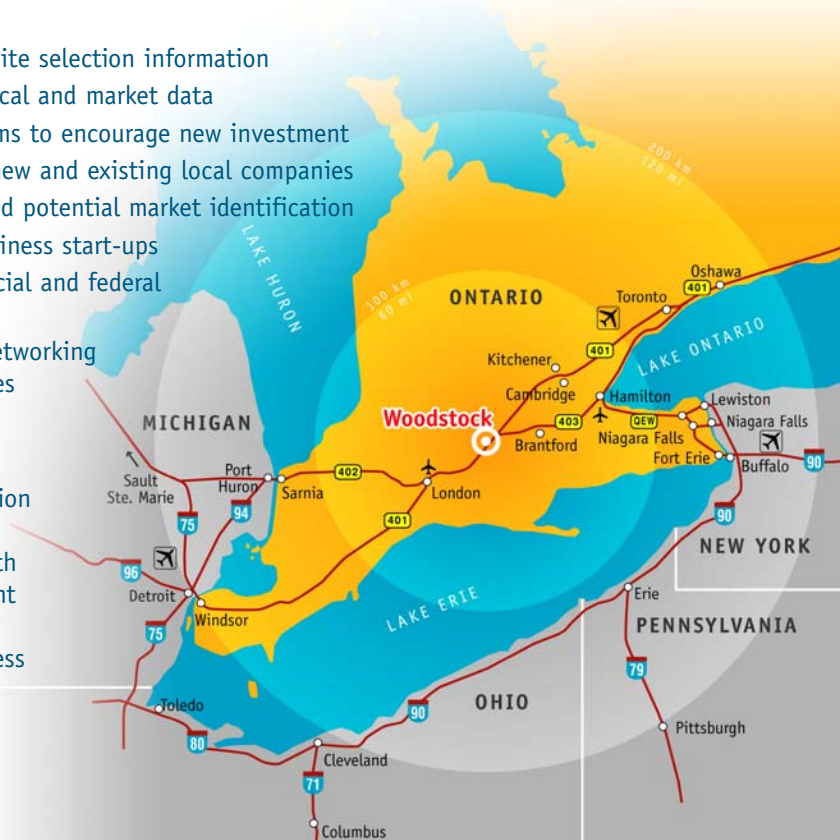 ite selection information
cal and market data
ms to encourage new investment
new and existing local companies
d potential market identification
iness start-ups
cial and federal
etworking
es
ion
th
nt
ess
200 km
120 mi
100 km
60 mi
LAKE HURON
ONTARIO
Oshawa
401
Toronto
401
LAKE ONTARIO
Kitchener
Cambridge
Hamilton
Lewiston
Woodstock
403
QEW
Niagara Falls
Brantford
Niagara Falls
Fort Erie
Buffalo
90
MICHIGAN
Sault
Ste. Marie
Port
Huron
Sarnia
402
London
401
94
75
90
NEW YORK
96
Detroit
Windsor
LAKE ERIE
Erie
PENNSYLVANIA
75
79
Toledo
OHIO
90
80
Pittsburgh
Cleveland
71
Columbus